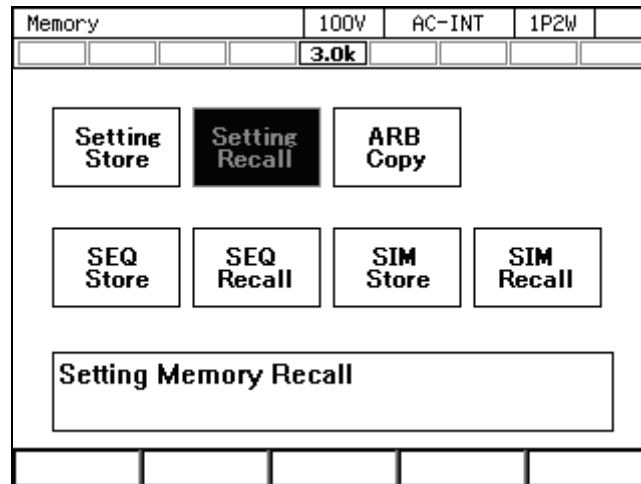 Memory 100V AC-INT 1P2W
3.0k
Setting Store
Setting Recall
ARB Copy
SEQ Store
SEQ Recall
SIM Store
SIM Recall
Setting Memory Recall